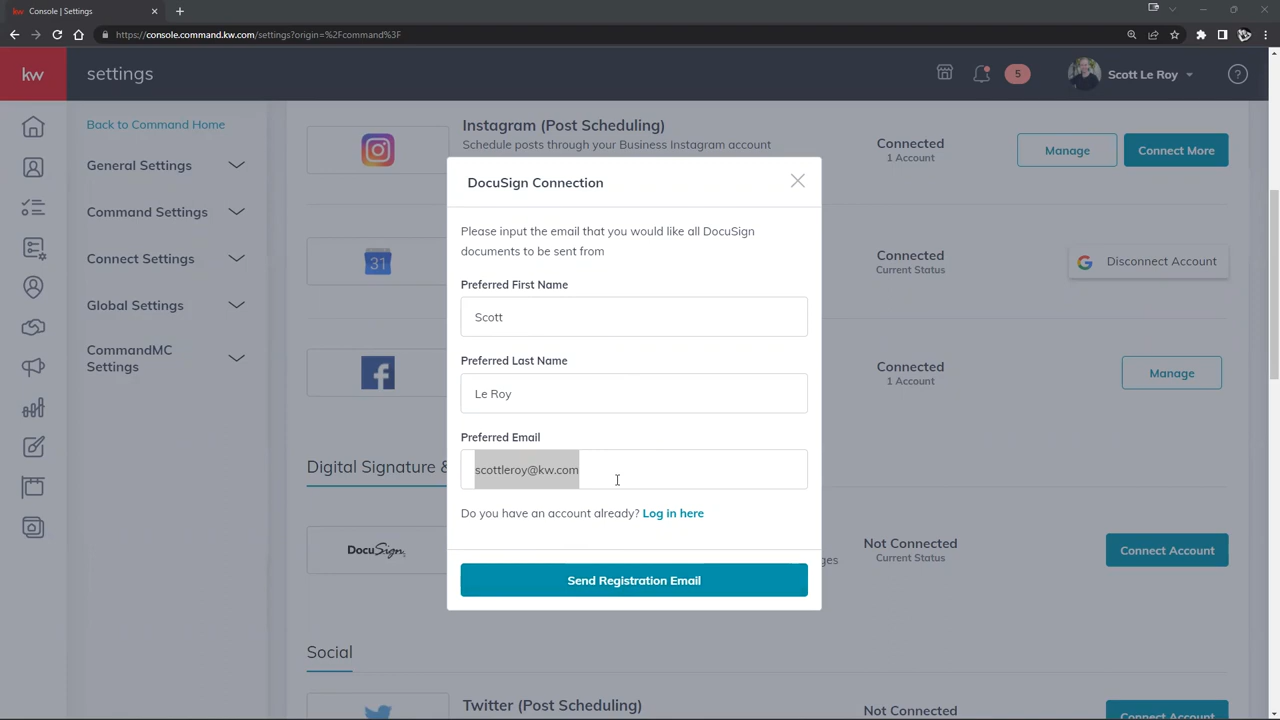 Console | Settings
https://console.command.kw.com/settings?origin=%2Fcommand%3F
kw
settings
5
Scott Le Roy
?
Back to Command Home
General Settings
Command Settings
Connect Settings
Global Settings
CommandMC
Settings
Instagram (Post Scheduling)
Schedule posts through your Business Instagram account
Connected
1 Account
Manage
Connect More
31
Connected
Current Status
Disconnect Account
Connected
1 Account
Manage
DocuSign Connection
Please input the email that you would like all DocuSign
documents to be sent from
Preferred First Name
Scott
Preferred Last Name
Le Roy
Preferred Email
scottleroy@kw.com
Do you have an account already? Log in here
Send Registration Email
Digital Signature &
DocuSign
ges
Not Connected
Current Status
Connect Account
Social
Twitter (Post Scheduling)
Not Connected
Connect Account